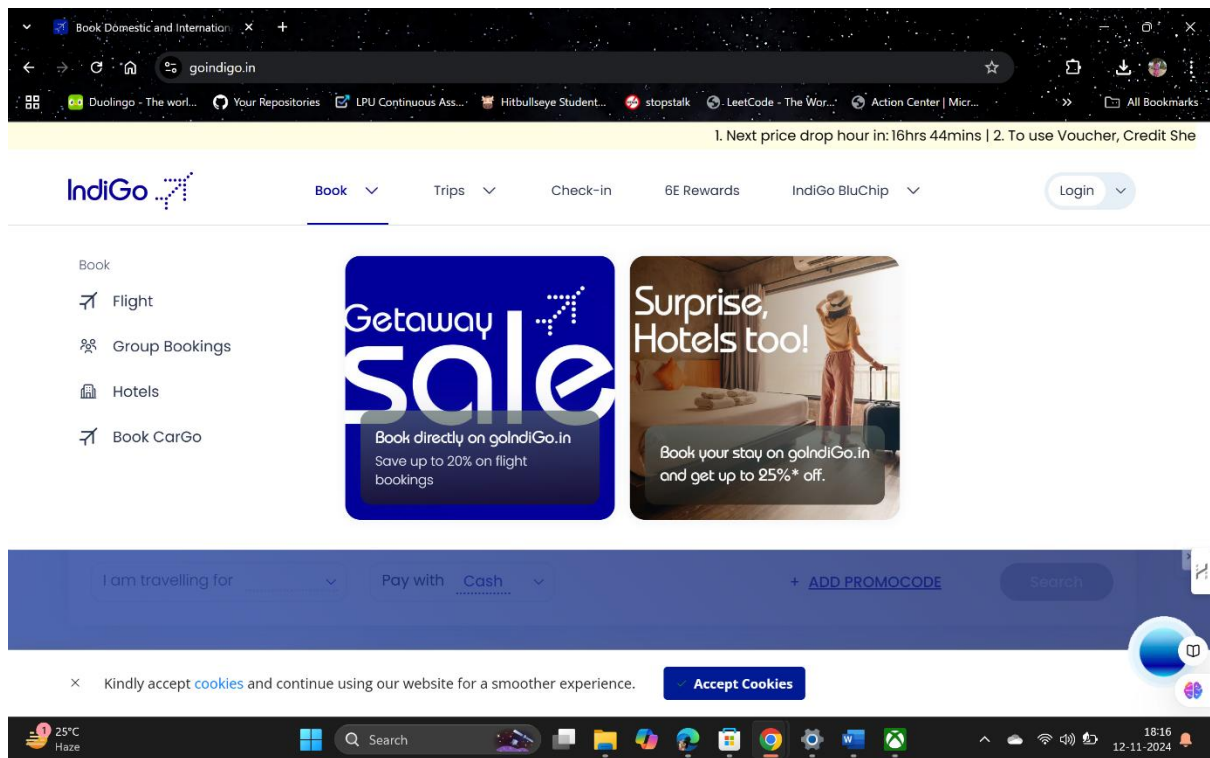 Book Domestic and Internation
goindigo.in
Duolingo - The worl...
Your Repositories
LPU Continuous Ass...
Hitbullseye Student...
stopstalk
LeetCode - The Wor...
Action Center | Micr...
All Bookmarks
1. Next price drop hour in: 16hrs 44mins | 2. To use Voucher, Credit She
IndiGo
Book
Trips
Check-in
6E Rewards
IndiGo BluChip
Login
Book
Flight
Group Bookings
Hotels
Book CarGo
Getaway
sale
Book directly on goIndiGo.in
Save up to 20% on flight
bookings
Surprise,
Hotels too!
Book your stay on goIndiGo.in
and get up to 25%* off.
I am travelling for
Pay with Cash
+ ADD PROMOCODE
Search
Kindly accept cookies and continue using our website for a smoother experience.
Accept Cookies
1
25°C
Haze
Search
18:16
12-11-2024